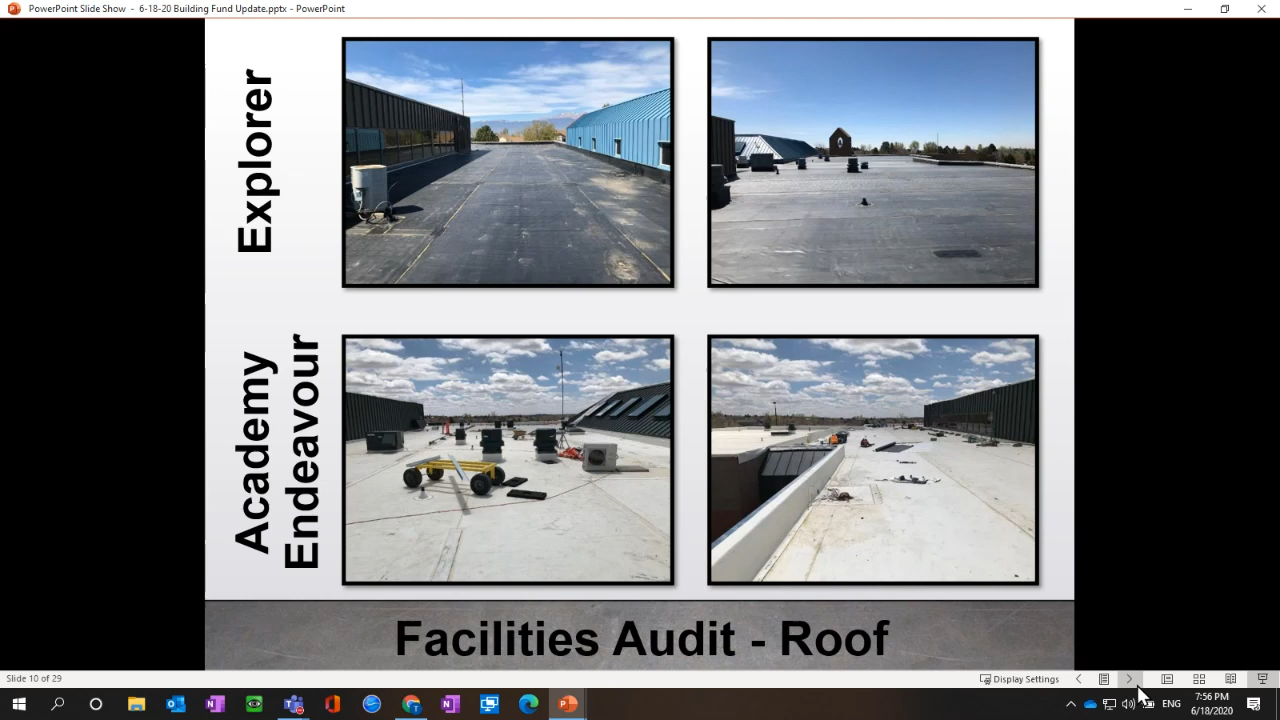 PowerPoint Slide Show - 6-18-20 Building Fund Update.pptx - PowerPoint
Explorer
Academy
Endeavour
Facilities Audit - Roof
Slide 10 of 29
Display Settings
ENG
7:56 PM
6/18/2020